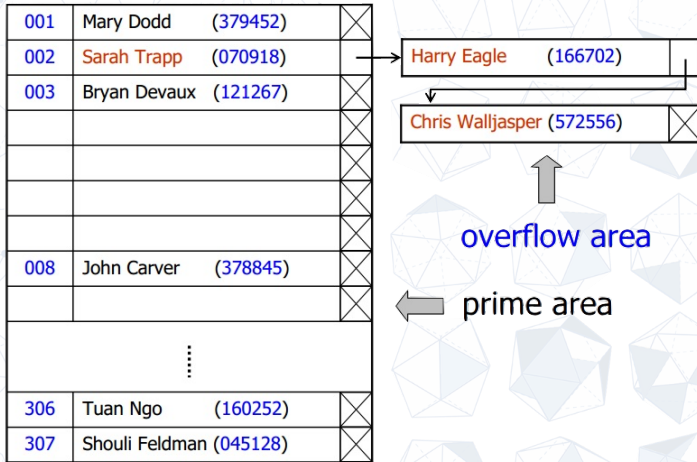 001 Mary Dodd (379452)
002 Sarah Trapp (070918)
Harry Eagle (166702)
003 Bryan Devaux (121267)
Chris Walljasper (572556)
overflow area
008 John Carver (378845)
prime area
306 Tuan Ngo (160252)
307 Shouli Feldman (045128)